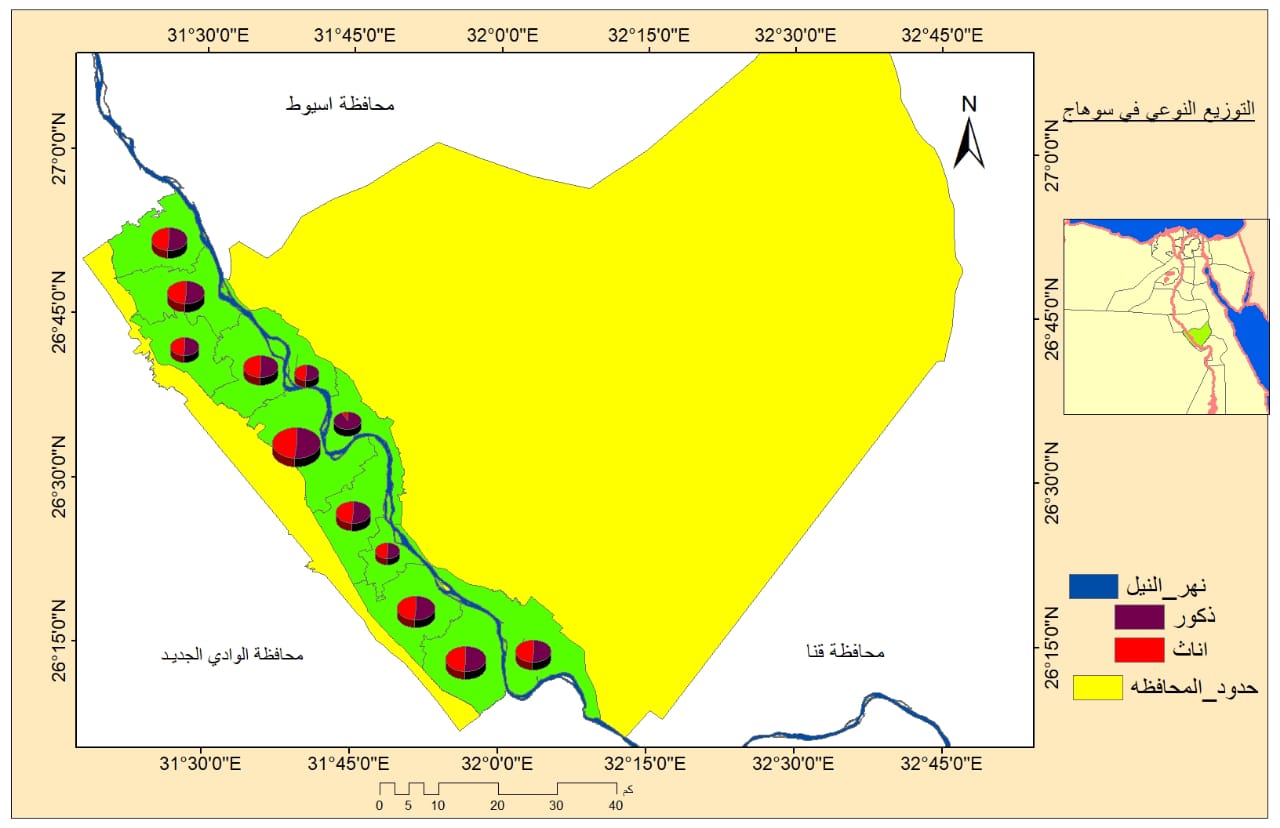 31°30'0"E 31°45'0"E 32°0'0"E 32°15'0"E 32°30'0"E 32°45'0"E
محافظة اسيوط
N
التوزيع النوعي في سوهاج
27°0'0"N
27°0'0"N
26°45'0"N
26°45'0"N
26°30'0"N
26°30'0"N
26°15'0"N
26°15'0"N
نهر_النيل
ذكور
اناث
حدود_المحافظه
محافظة الوادي الجديد
محافظة قنا
31°30'0"E 31°45'0"E 32°0'0"E 32°15'0"E 32°30'0"E 32°45'0"E
كم
0 5 10 20 30 40